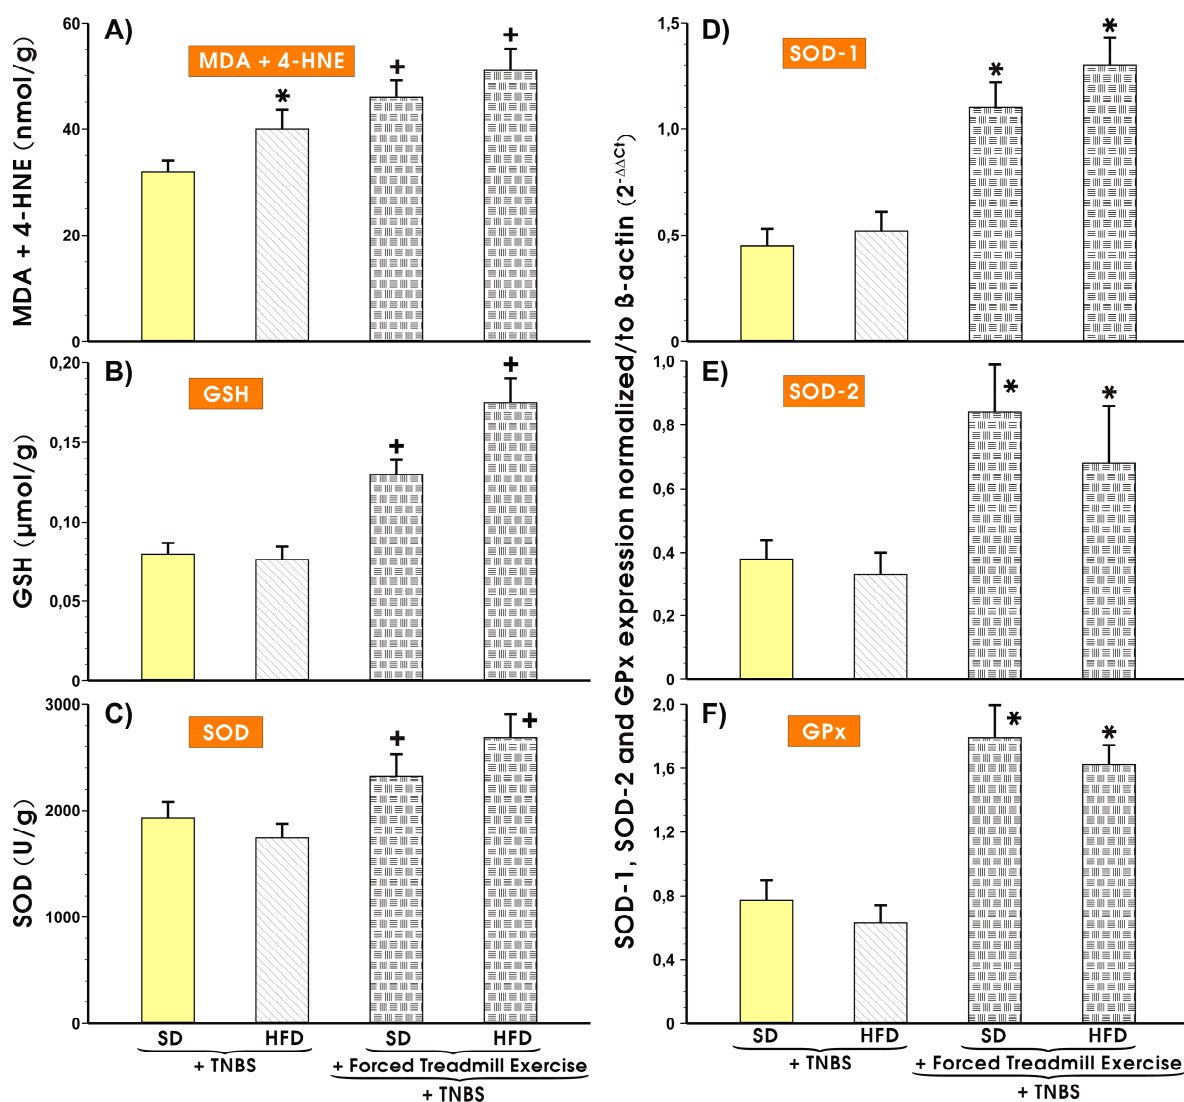 A)
MDA + 4-HNE
MDA + 4-HNE (nmol/g)
60
40
20
0
*
+
+
B)
GSH
GSH (µmol/g)
0,20
0,15
0,10
0,05
0
+
+
C)
SOD
SOD (U/g)
3000
2000
1000
0
+
+
SD
HFD
SD
HFD
+ TNBS
+ Forced Treadmill Exercise
+ TNBS
SOD-1, SOD-2 and GPx expression normalized/to ß-actin (2-ΔΔCt)
D)
SOD-1
1,5
1,0
0,5
0
*
*
E)
SOD-2
1,0
0,8
0,6
0,4
0,2
0
*
*
F)
GPx
2,0
1,6
1,2
0,8
0,4
0
*
*
SD
HFD
SD
HFD
+ TNBS
+ Forced Treadmill Exercise
+ TNBS